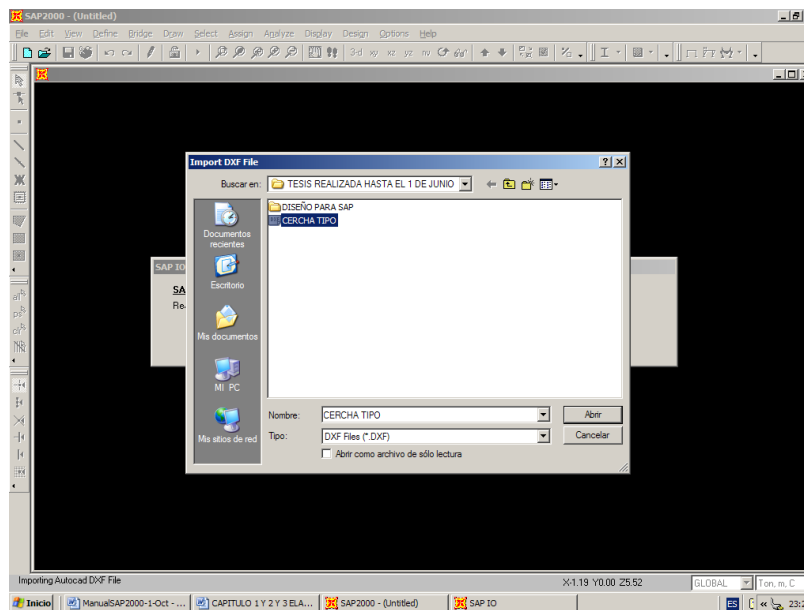 SAP2000 - (Untitled)
File Edit View Define Bridge Draw Select Assign Analyze Display Design Options Help
3-d xy xz yz nv
Import DXF File
Buscar en: TESIS REALIZADA HASTA EL 1 DE JUNIO
Documentos recientes
Escritorio
Mis documentos
MI PC
Mis sitios de red
DISEÑO PARA SAP
CERCHA TIPO
SAP IO
SA
Re
Nombre: CERCHA TIPO Abrir
Tipo: DXF Files (*.DXF) Cancelar
Abrir como archivo de sólo lectura
Importing Autocad DXF File X-1.19 Y0.00 Z5.52 GLOBAL Ton, m, C
Inicio ManualSAP2000-1-Oct - ... CAPITULO 1 Y 2 Y 3 ELA... SAP2000 - (Untitled) SAP IO ES 23:2